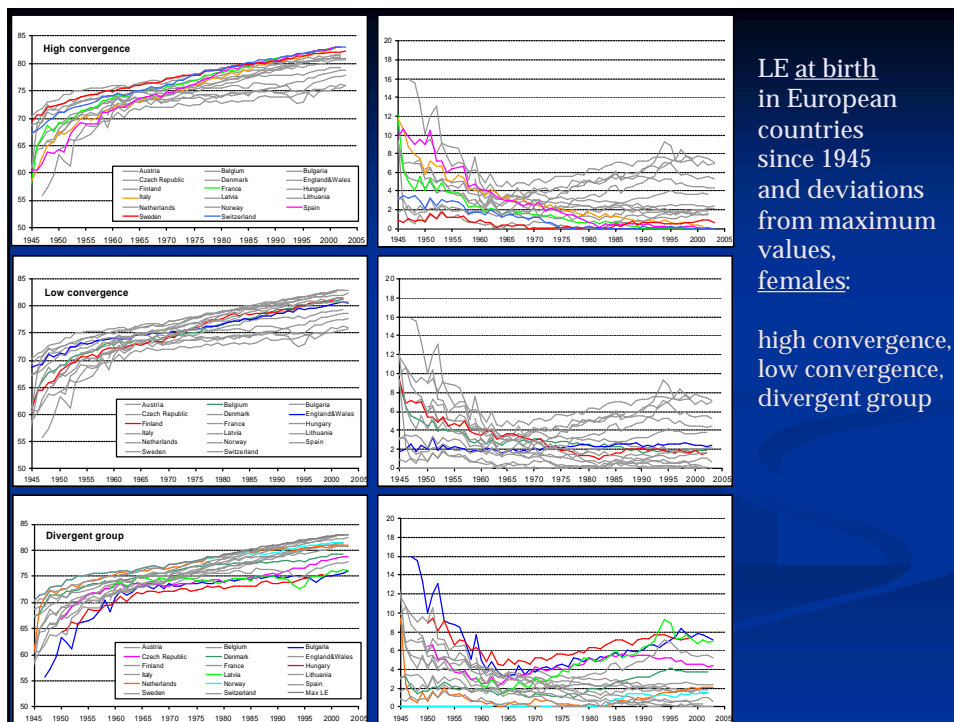 High convergence
85
80
75
70
65
60
55
50
1945 1950 1955 1960 1965 1970 1975 1980 1985 1990 1995 2000 2005
Austria Belgium Bulgaria
Czech Republic Denmark England&Wales
Finland France Hungary
Italy Latvia Lithuania
Netherlands Norway Spain
Sweden Switzerland
20
18
16
14
12
10
8
6
4
2
0
1945 1950 1955 1960 1965 1970 1975 1980 1985 1990 1995 2000 2005
LE at birth
in European
countries
since 1945
and deviations
from maximum
values,
females:
high convergence,
low convergence,
divergent group
Low convergence
85
80
75
70
65
60
55
50
1945 1950 1955 1960 1965 1970 1975 1980 1985 1990 1995 2000 2005
Austria Belgium Bulgaria
Czech Republic Denmark England&Wales
Finland France Hungary
Italy Latvia Lithuania
Netherlands Norway Spain
Sweden Switzerland
20
18
16
14
12
10
8
6
4
2
0
1945 1950 1955 1960 1965 1970 1975 1980 1985 1990 1995 2000 2005
Divergent group
85
80
75
70
65
60
55
50
1945 1950 1955 1960 1965 1970 1975 1980 1985 1990 1995 2000 2005
Austria Belgium Bulgaria
Czech Republic Denmark England&Wales
Finland France Hungary
Italy Latvia Lithuania
Netherlands Norway Spain
Sweden Switzerland Max LE
20
18
16
14
12
10
8
6
4
2
0
1945 1950 1955 1960 1965 1970 1975 1980 1985 1990 1995 2000 2005